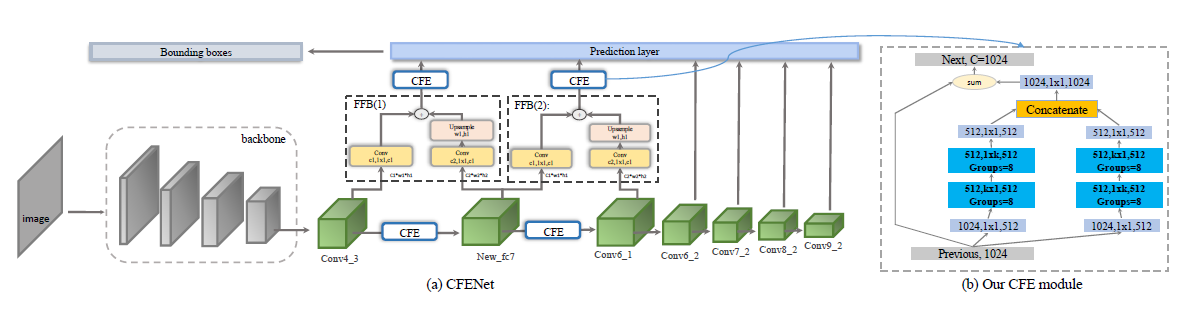 Bounding boxes
Prediction layer
CFE
CFE
FFB(1)
FFB(2):
Upsample
w1,h1
Upsample
w1,h1
Conv
c1,1x1,c1
Conv
c2,1x1,c1
Conv
c1,1x1,c1
Conv
c2,1x1,c1
C1*w1*h1
C2*w2*h2
C1*w1*h1
C2*w2*h2
backbone
image
CFE
CFE
Conv4_3
New_fc7
Conv6_1
Conv6_2
Conv7_2
Conv8_2
Conv9_2
(a) CFENet
Next, C=1024
sum
1024,1x1,1024
Concatenate
512,1x1,512
512,1x1,512
512,1xk,512
Groups=8
512,kx1,512
Groups=8
512,kx1,512
Groups=8
512,1xk,512
Groups=8
1024,1x1,512
1024,1x1,512
Previous, 1024
(b) Our CFE module